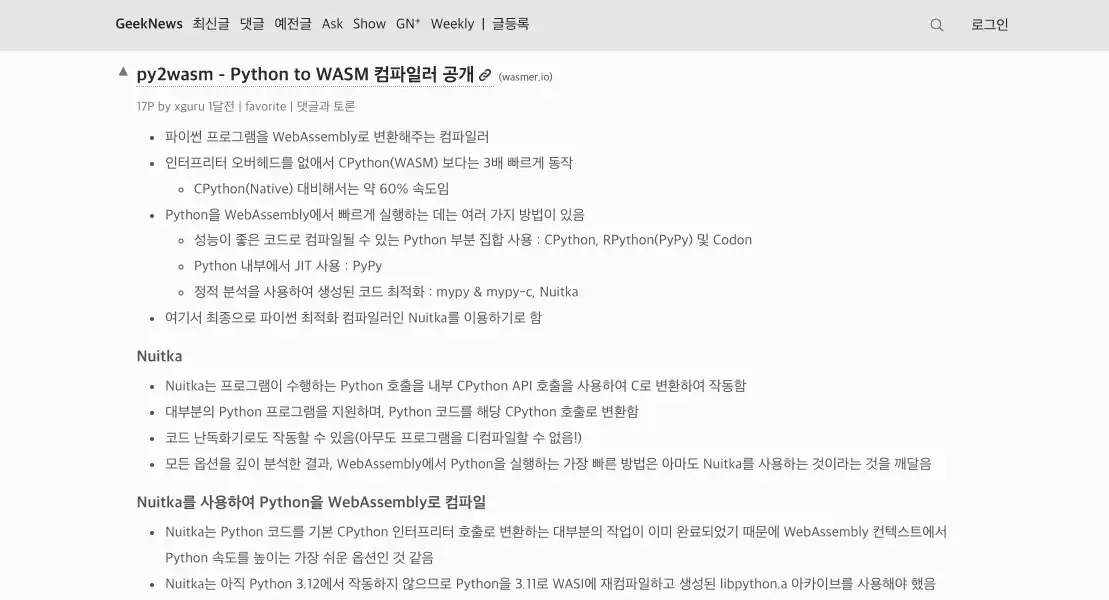 GeekNews 최신글 댓글 예전글 Ask Show GN⁺ Weekly | 글등록 로그인
▲ py2wasm - Python to WASM 컴파일러 공개 (wasmer.io)
17P by xguru 1달전 | favorite | 댓글과 토론
• 파이썬 프로그램을 WebAssembly로 변환해주는 컴파일러
• 인터프리터 오버헤드를 없애서 CPython(WASM) 보다는 3배 빠르게 동작
◦ CPython(Native) 대비해서는 약 60% 속도임
• Python을 WebAssembly에서 빠르게 실행하는 데는 여러 가지 방법이 있음
◦ 성능이 좋은 코드로 컴파일될 수 있는 Python 부분 집합 사용 : CPython, RPython(PyPy) 및 Codon
◦ Python 내부에서 JIT 사용 : PyPy
◦ 정적 분석을 사용하여 생성된 코드 최적화 : mypy & mypy-c, Nuitka
• 여기서 최종으로 파이썬 최적화 컴파일러인 Nuitka를 이용하기로 함
Nuitka
• Nuitka는 프로그램이 수행하는 Python 호출을 내부 CPython API 호출을 사용하여 C로 변환하여 작동함
• 대부분의 Python 프로그램을 지원하며, Python 코드를 해당 CPython 호출로 변환함
• 코드 난독화기로도 작동할 수 있음(아무도 프로그램을 디컴파일할 수 없음!)
• 모든 옵션을 깊이 분석한 결과, WebAssembly에서 Python을 실행하는 가장 빠른 방법은 아마도 Nuitka를 사용하는 것이라는 것을 깨달음
Nuitka를 사용하여 Python을 WebAssembly로 컴파일
• Nuitka는 Python 코드를 기본 CPython 인터프리터 호출로 변환하는 대부분의 작업이 이미 완료되었기 때문에 WebAssembly 컨텍스트에서
Python 속도를 높이는 가장 쉬운 옵션인 것 같음
• Nuitka는 아직 Python 3.12에서 작동하지 않으므로 Python을 3.11로 WASI에 재컴파일하고 생성된 libpython.a 아카이브를 사용해야 했음